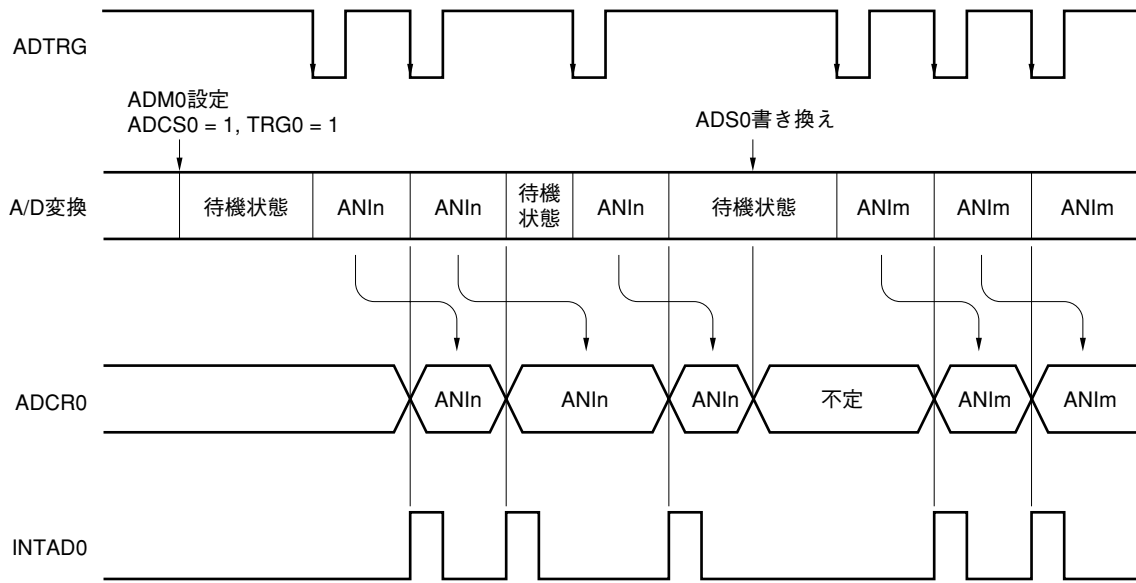 ADTRG
ADM0設定
ADCS0 = 1, TRG0 = 1
ADS0書き換え
A/D変換
待機状態
ANIn
ANIn
待機
状態
ANIn
待機状態
ANIm
ANIm
ANIm
ADCR0
ANIn
ANIn
ANIn
不定
ANIm
ANIm
INTAD0